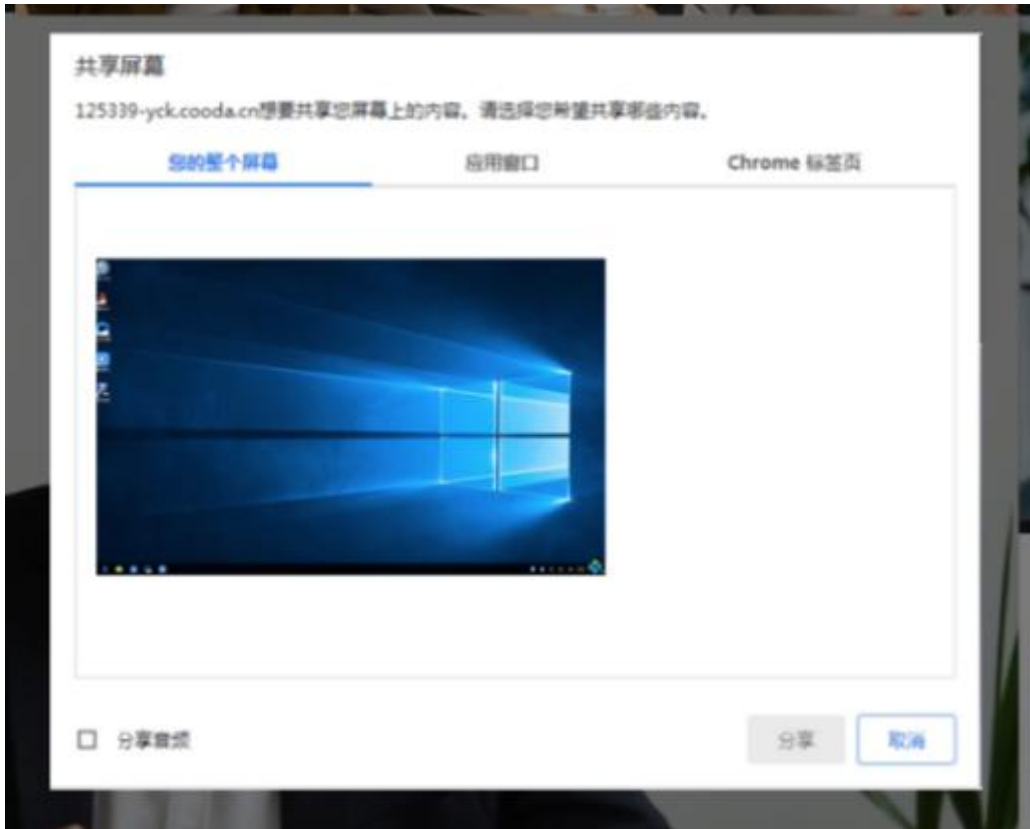 共享屏幕
125339-yck.cooda.cn想要共享您屏幕上的内容。请选择您希望共享哪些内容。
您的整个屏幕
应用窗口
Chrome 标签页
分享音频
分享
取消